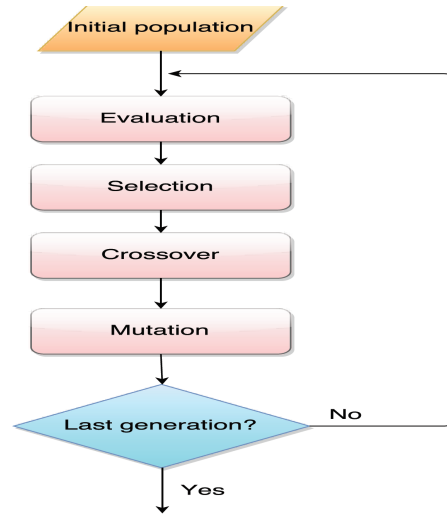 Initial population
Evaluation
Selection
Crossover
Mutation
Last generation?
No
Yes